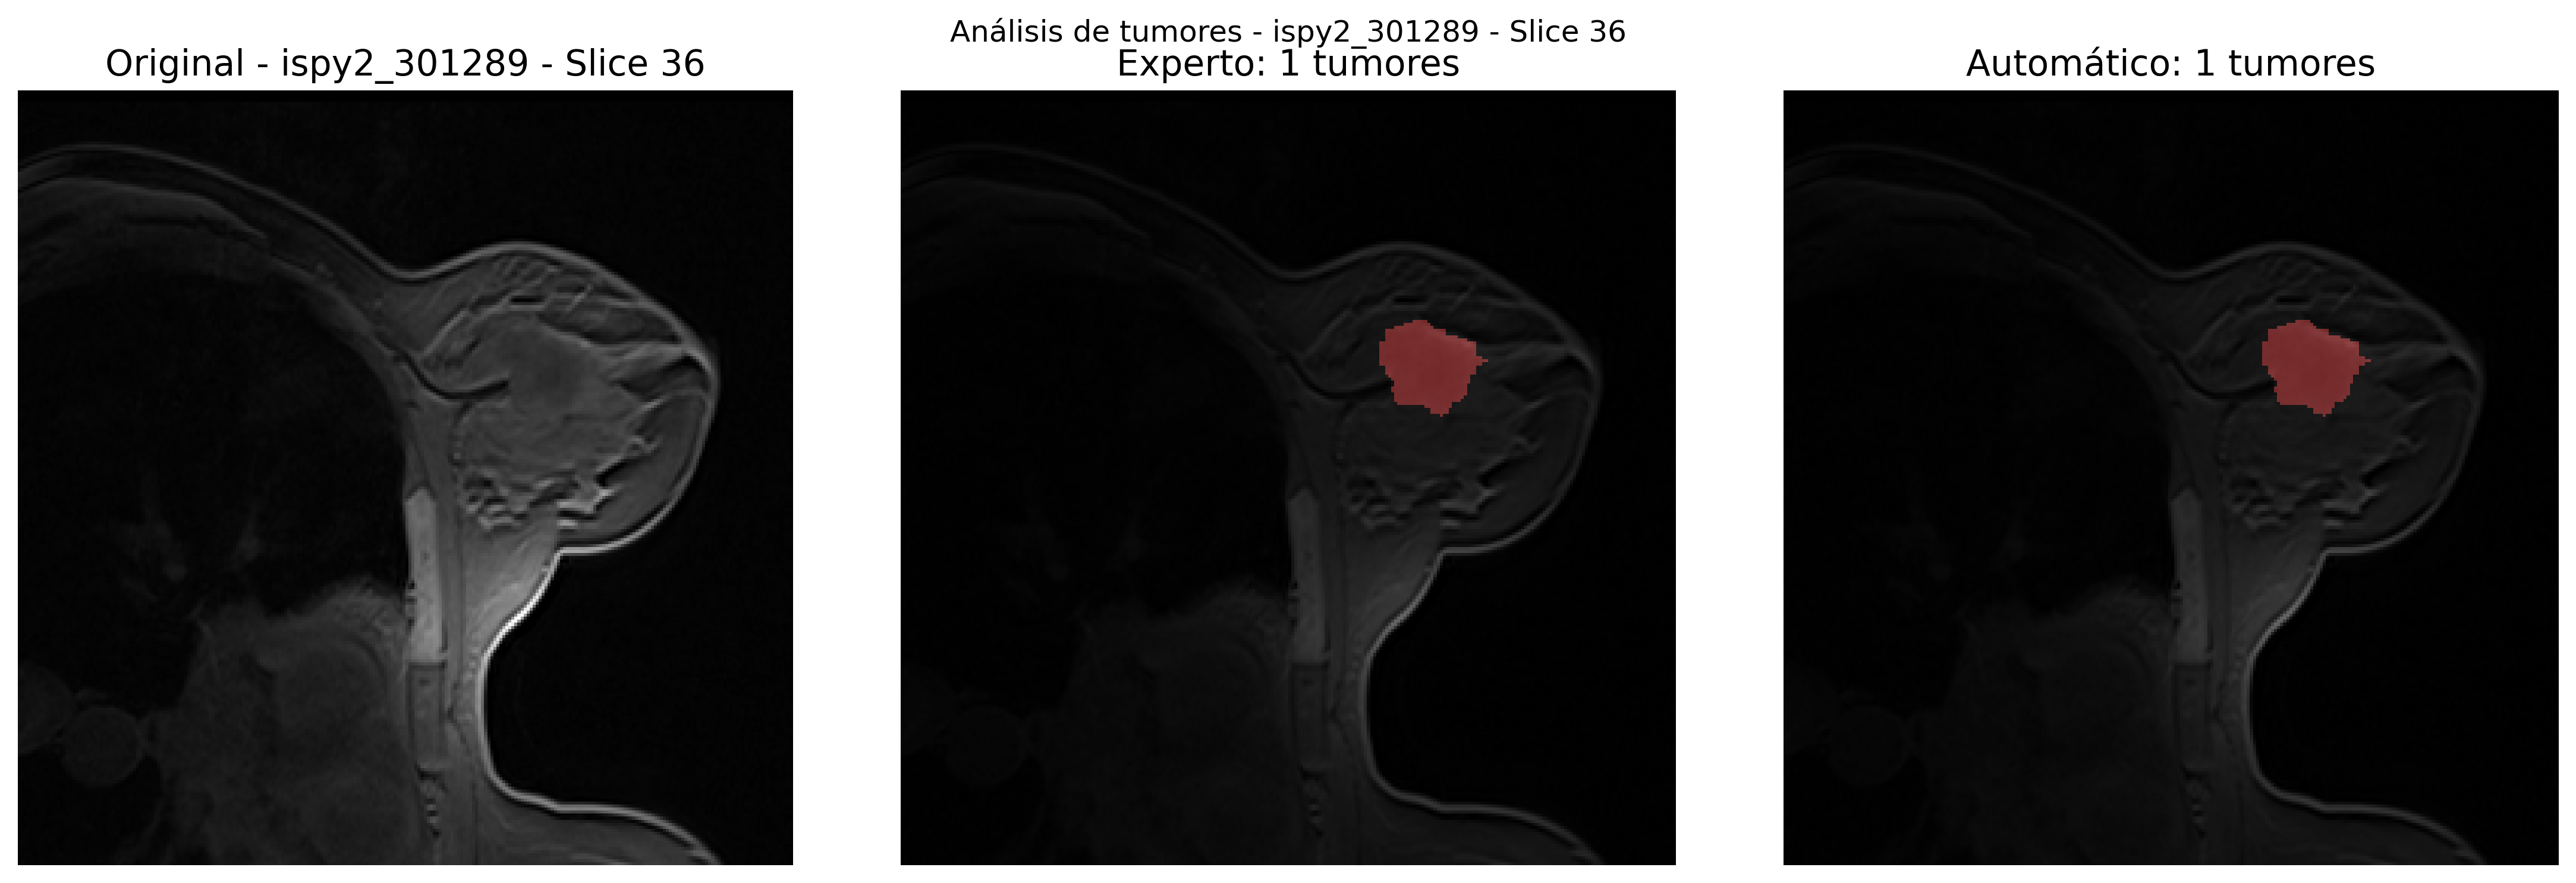 Análisis de tumores - ispy2_301289 - Slice 36
Original - ispy2_301289 - Slice 36
Experto: 1 tumores
Automático: 1 tumores